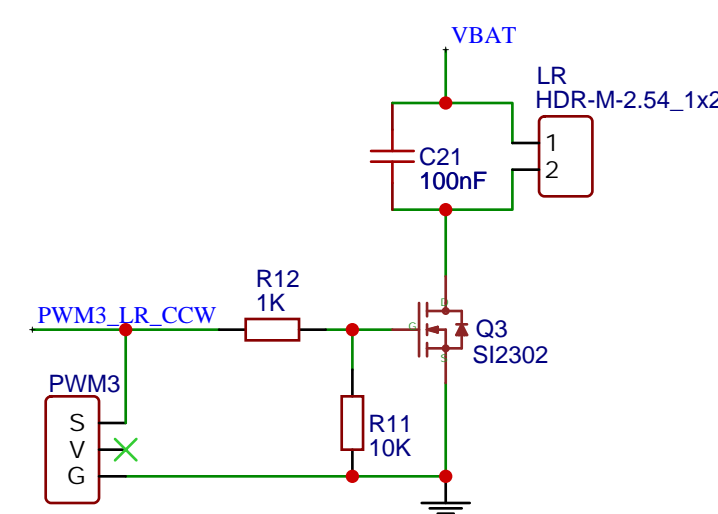 VBAT
LR
HDR-M-2.54_1x2
1
2
C21
100nF
R12
1K
PWM3_LR_CCW
D
G
S
Q3
SI2302
PWM3
S
V
G
R11
10K